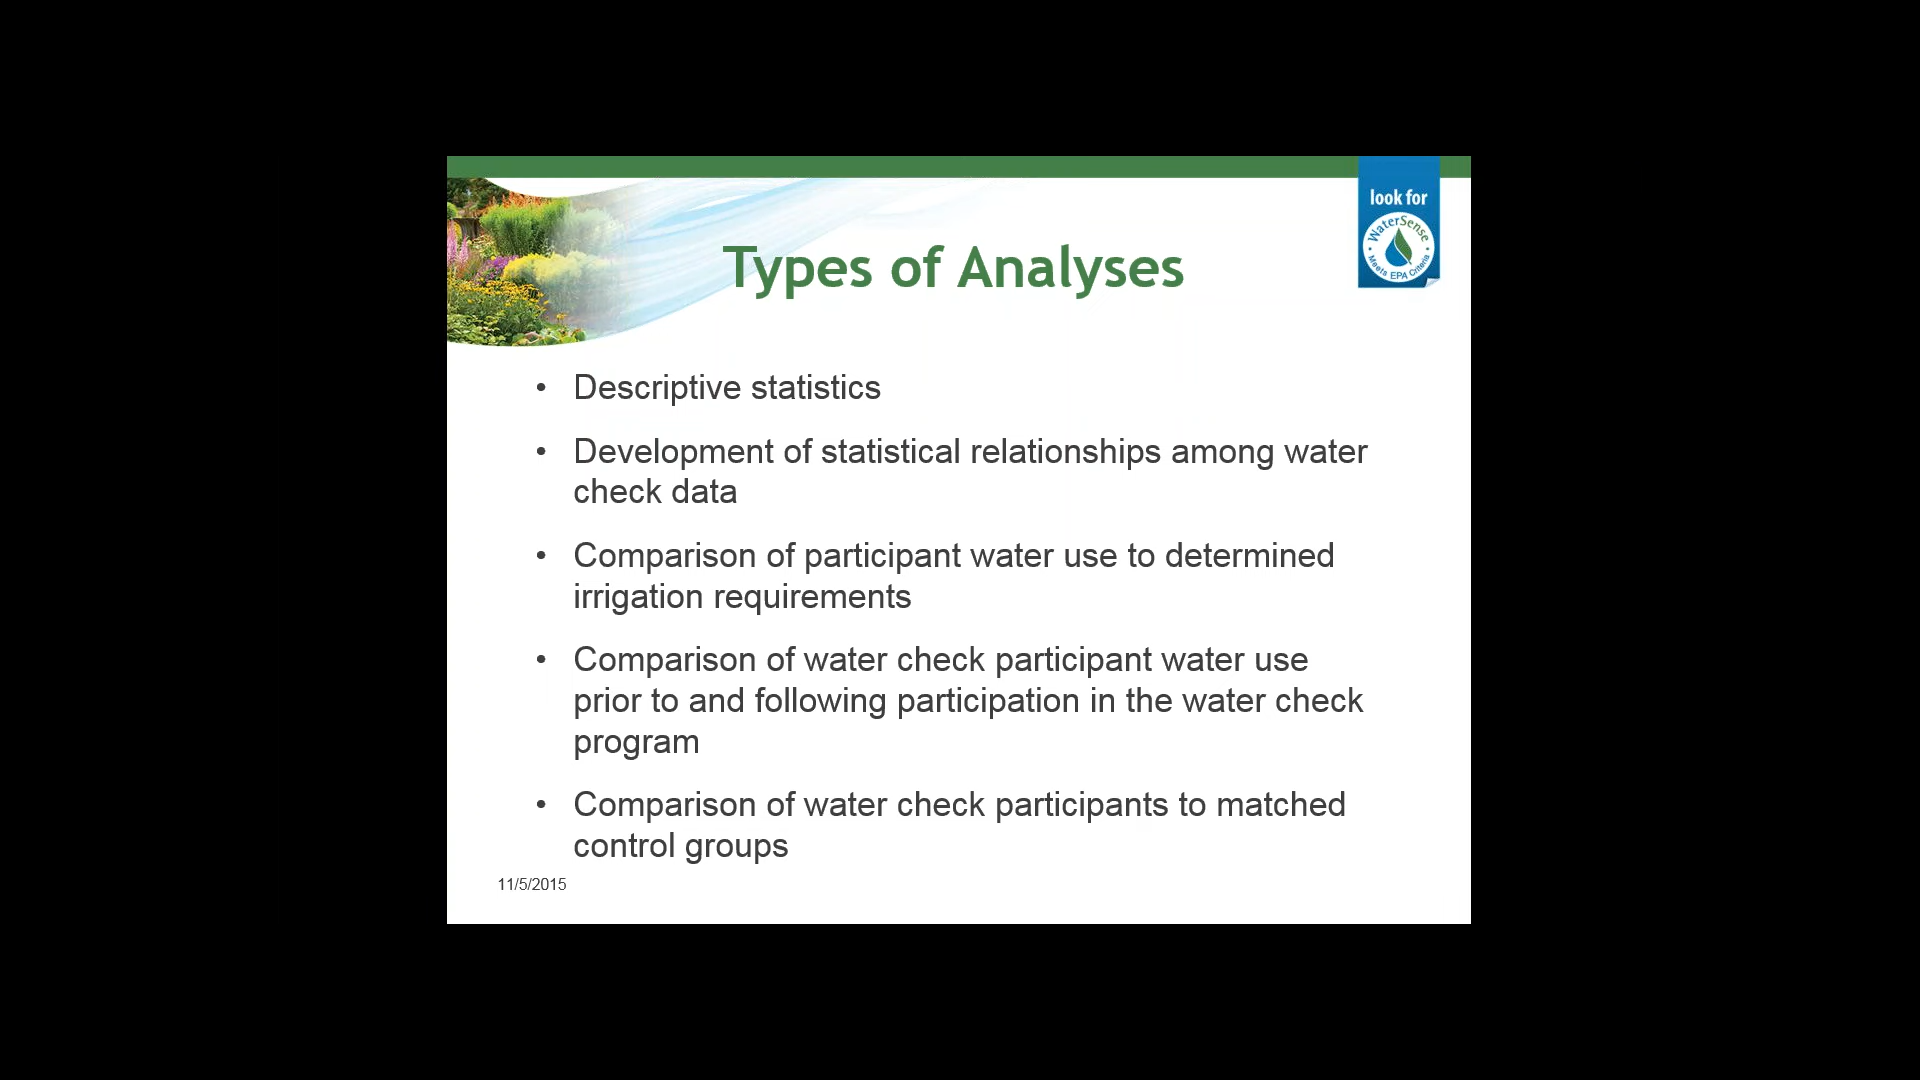 look for
WaterSense
Meets EPA Criteria
Types of Analyses
• Descriptive statistics
• Development of statistical relationships among water
check data
• Comparison of participant water use to determined
irrigation requirements
• Comparison of water check participant water use
prior to and following participation in the water check
program
• Comparison of water check participants to matched
control groups
11/5/2015